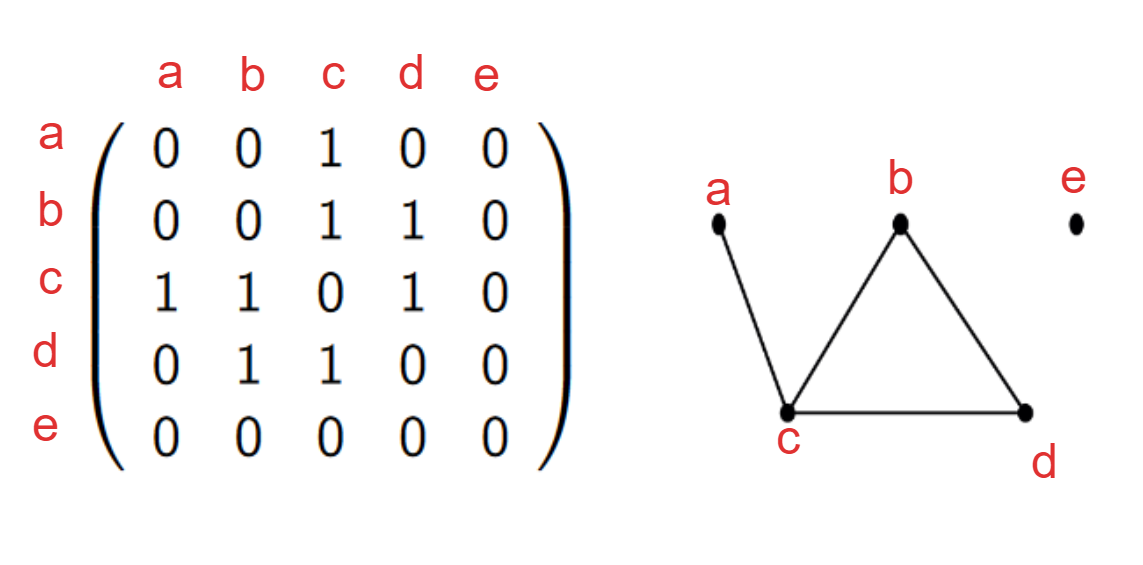 a b c d e
a 0 0 1 0 0
b 0 0 1 1 0
c 1 1 0 1 0
d 0 1 1 0 0
e 0 0 0 0 0
a b e
c d